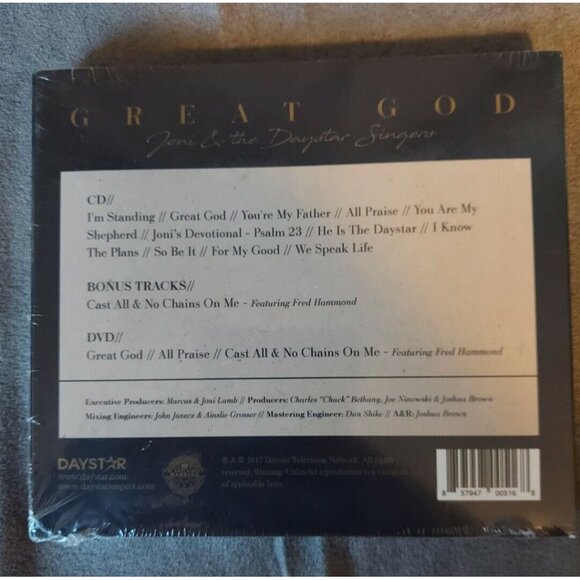 GREAT GOD
Joni & the Daystar Singers
CD//
I'm Standing // Great God // You're My Father // All Praise // You Are My
Shepherd // Joni's Devotional - Psalm 23 // He Is The Daystar // I Know
The Plans // So Be It // For My Good // We Speak Life
BONUS TRACKS//
Cast All & No Chains On Me - Featuring Fred Hammond
DVD//
Great God // All Praise // Cast All & No Chains On Me - Featuring Fred Hammond
Executive Producers: Marcus & Joni Lamb // Producers: Charles "Chuck" Bethany, Joe Ninowski & Joshua Brown
Mixing Engineers: John Jaszcz & Ainslie Grosser // Mastering Engineer: Dan Shike // A&R: Joshua Brown
DAYSTAR
www.daystar.com
www.daystarsingers.com
℗ & © 2017 Daystar Television Network. All rights
reserved. Warning: Unlawful reproduction is a violation
of applicable laws.
8 57947 00516 8